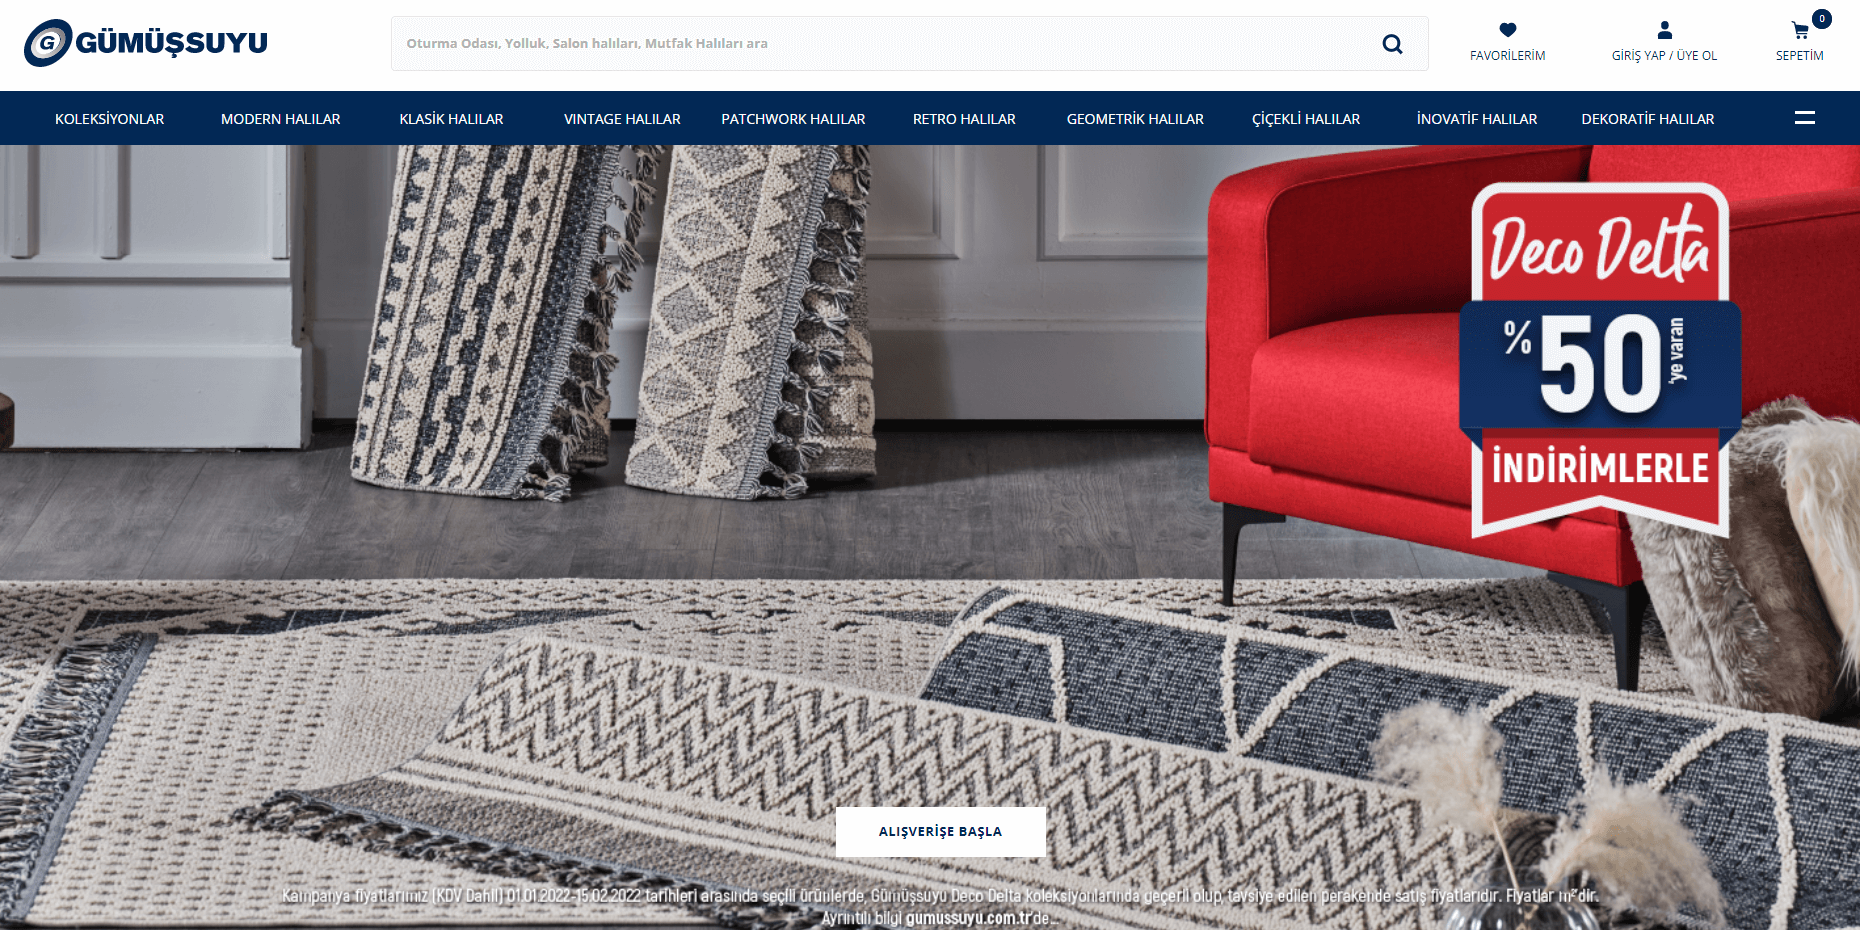 G GÜMÜŞSUYU
Oturma Odası, Yolluk, Salon halıları, Mutfak Halıları ara
FAVORİLERİM
GİRİŞ YAP / ÜYE OL
0
SEPETİM
KOLEKSİYONLAR
MODERN HALILAR
KLASİK HALILAR
VINTAGE HALILAR
PATCHWORK HALILAR
RETRO HALILAR
GEOMETRİK HALILAR
ÇİÇEKLİ HALILAR
İNOVATİF HALILAR
DEKORATİF HALILAR
Deco Delta
%50'ye varan
İNDİRİMLERLE
ALIŞVERİŞE BAŞLA
Kampanya fiyatlarımız (KDV Dahil) 01.01.2022-15.02.2022 tarihleri arasında seçili ürünlerde, Gümüşsuyu Deco Delta koleksiyonlarında geçerli olup, tavsiye edilen perakende satış fiyatlarıdır. Fiyatlar m²'dir.
Ayrıntılı bilgi gumussuyu.com.tr'de...